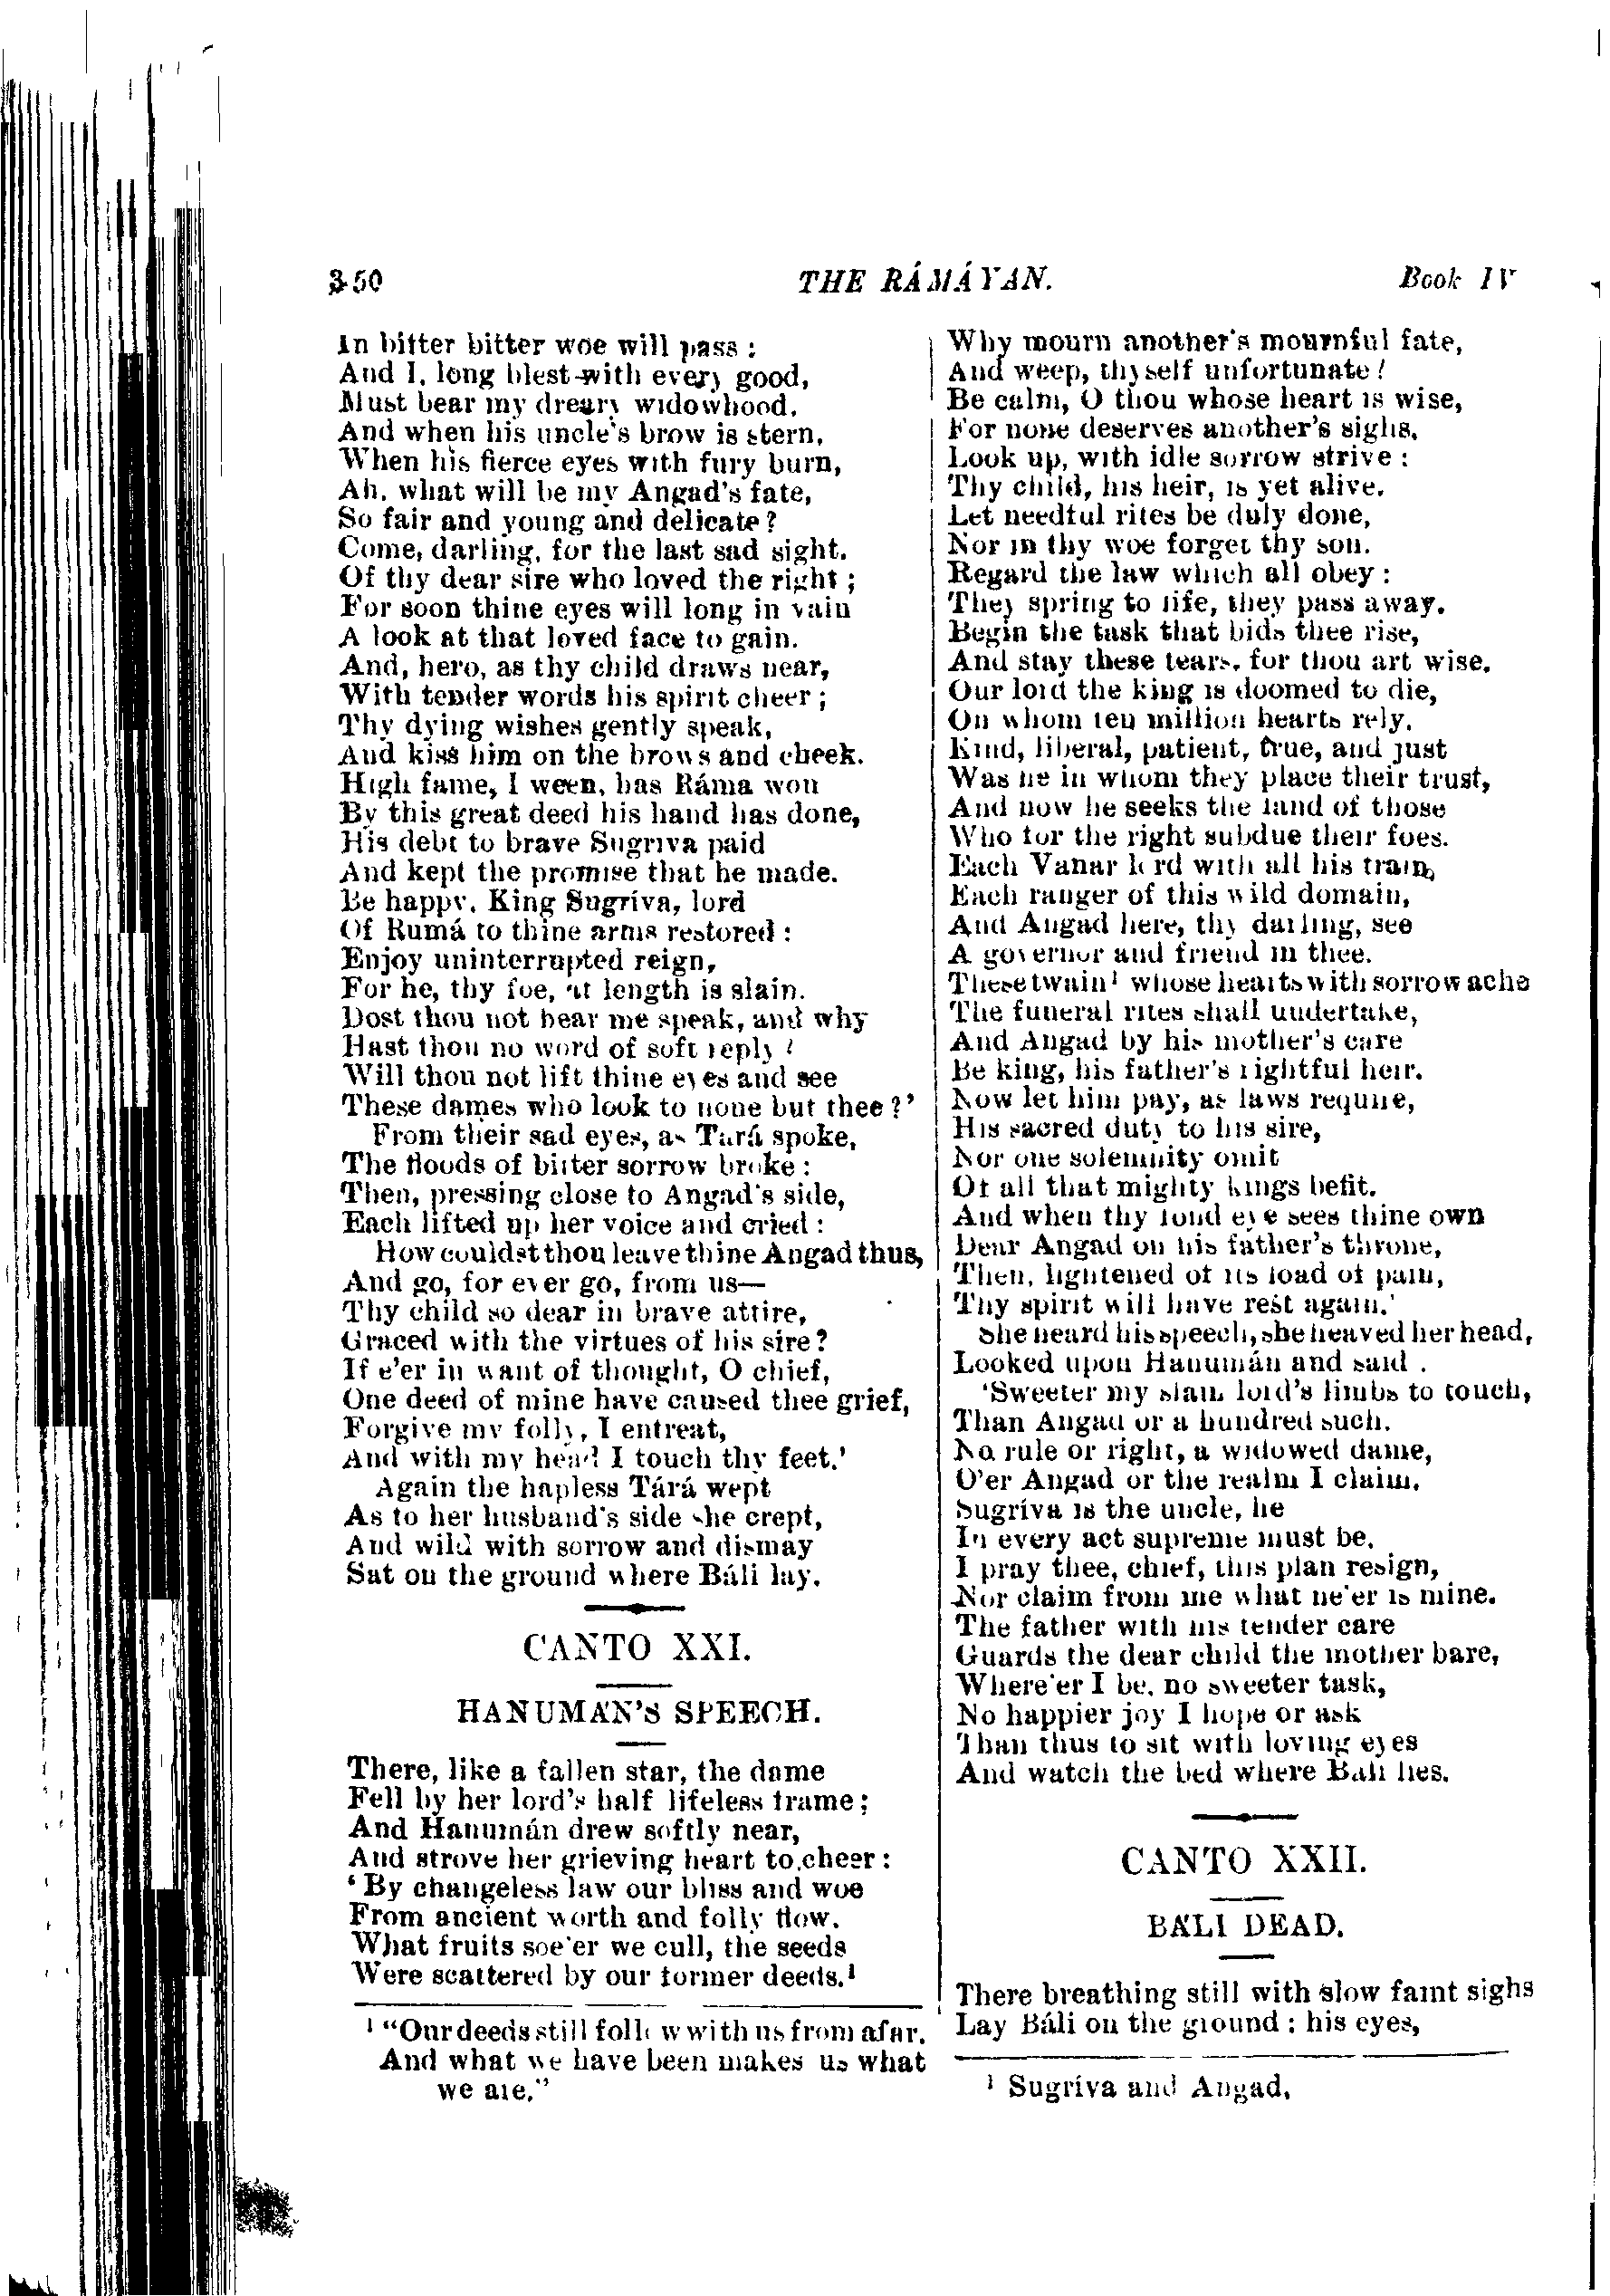 350 THE RÁMÁYAN. Book IV
In bitter bitter woe will pass :
And I, long blest with every good,
Must bear my dreary widowhood.
And when his uncle's brow is stern,
When his fierce eyes with fury burn,
Ah, what will be my Angad's fate,
So fair and young and delicate?
Come, darling, for the last sad sight.
Of thy dear sire who loved the right ;
For soon thine eyes will long in vain
A look at that loved face to gain.
And, hero, as thy child draws near,
With tender words his spirit cheer ;
Thy dying wishes gently speak,
And kiss him on the brows and cheek.
High fame, I ween, has Ráma won
By this great deed his hand has done,
His debt to brave Sugríva paid
And kept the promise that he made.
Be happy, King Sugríva, lord
Of Rumá to thine arms restored :
Enjoy uninterrupted reign,
For he, thy foe, at length is slain.
Dost thou not hear me speak, and why
Hast thou no word of soft reply ?
Will thou not lift thine eyes and see
These dames who look to none but thee ?'
From their sad eyes, as Tárá spoke,
The floods of bitter sorrow broke :
Then, pressing close to Angad's side,
Each lifted up her voice and cried :
How couldst thou leave thine Angad thus,
And go, for ever go, from us—
Thy child so dear in brave attire,
Graced with the virtues of his sire?
If e'er in want of thought, O chief,
One deed of mine have caused thee grief,
Forgive my folly, I entreat,
And with my head I touch thy feet.'
Again the hapless Tárá wept
As to her husband's side she crept,
And wild with sorrow and dismay
Sat on the ground where Báli lay.
CANTO XXI.
HANUMÁN'S SPEECH.
There, like a fallen star, the dame
Fell by her lord's half lifeless frame ;
And Hanumán drew softly near,
And strove her grieving heart to cheer :
'By changeless law our bliss and woe
From ancient worth and folly flow.
What fruits soe'er we cull, the seeds
Were scattered by our former deeds.¹
¹ "Our deeds still follow with us from afar.
And what we have been makes us what
we are."
Why mourn another's mournful fate,
And weep, thyself unfortunate !
Be calm, O thou whose heart is wise,
For none deserves another's sighs.
Look up, with idle sorrow strive :
Thy child, his heir, is yet alive.
Let needful rites be duly done,
Nor in thy woe forget thy son.
Regard the law which all obey :
They spring to life, they pass away.
Begin the task that bids thee rise,
And stay these tears, for thou art wise.
Our lord the king is doomed to die,
On whom ten million hearts rely.
Kind, liberal, patient, true, and just
Was he in whom they place their trust,
And now he seeks the land of those
Who for the right subdue their foes.
Each Vanar lord with all his train,
Each ranger of this wild domain,
And Angad here, thy darling, see
A governor and friend in thee.
These twain¹ whose hearts with sorrow ache
The funeral rites shall undertake,
And Angad by his mother's care
Be king, his father's rightful heir.
Now let him pay, as laws require,
His sacred duty to his sire,
Nor one solemnity omit
Of all that mighty kings befit.
And when thy fond eye sees thine own
Dear Angad on his father's throne,
Then, lightened of its load of pain,
Thy spirit will have rest again.'
She heard his speech, she heaved her head,
Looked upon Hanumán and said .
'Sweeter my slain lord's limbs to touch,
Than Angad or a hundred such.
No rule or right, a widowed dame,
O'er Angad or the realm I claim.
Sugríva is the uncle, he
In every act supreme must be.
I pray thee, chief, this plan resign,
Nor claim from me what ne'er is mine.
The father with his tender care
Guards the dear child the mother bare,
Where'er I be, no sweeter task,
No happier joy I hope or ask
Than thus to sit with loving eyes
And watch the bed where Báli lies.
CANTO XXII.
BÁLI DEAD.
There breathing still with slow faint sighs
Lay Báli on the ground : his eyes,
¹ Sugríva and Angad,